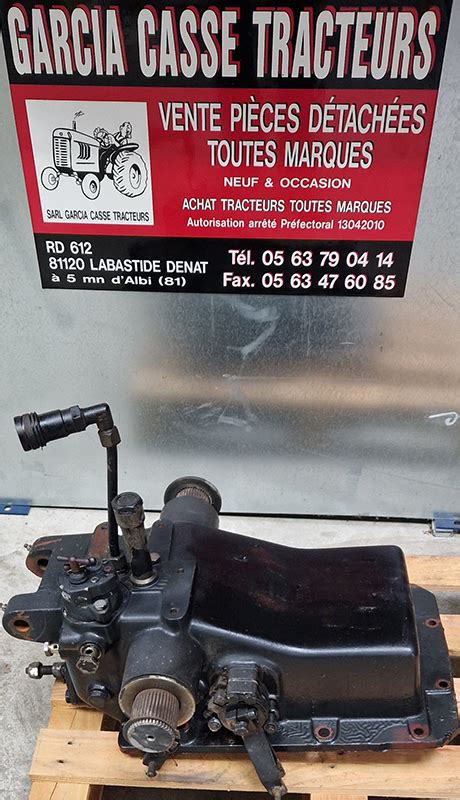 GARCIA CASSE TRACTEURS
VENTE PIÈCES DÉTACHÉES
TOUTES MARQUES
NEUF & OCCASION
ACHAT TRACTEURS TOUTES MARQUES
Autorisation arrêté Préfectoral 13042010
SARL GARCIA CASSE TRACTEURS
RD 612
81120 LABASTIDE DENAT
à 5 mn d'Albi (81)
Tél. 05 63 79 04 14
Fax. 05 63 47 60 85